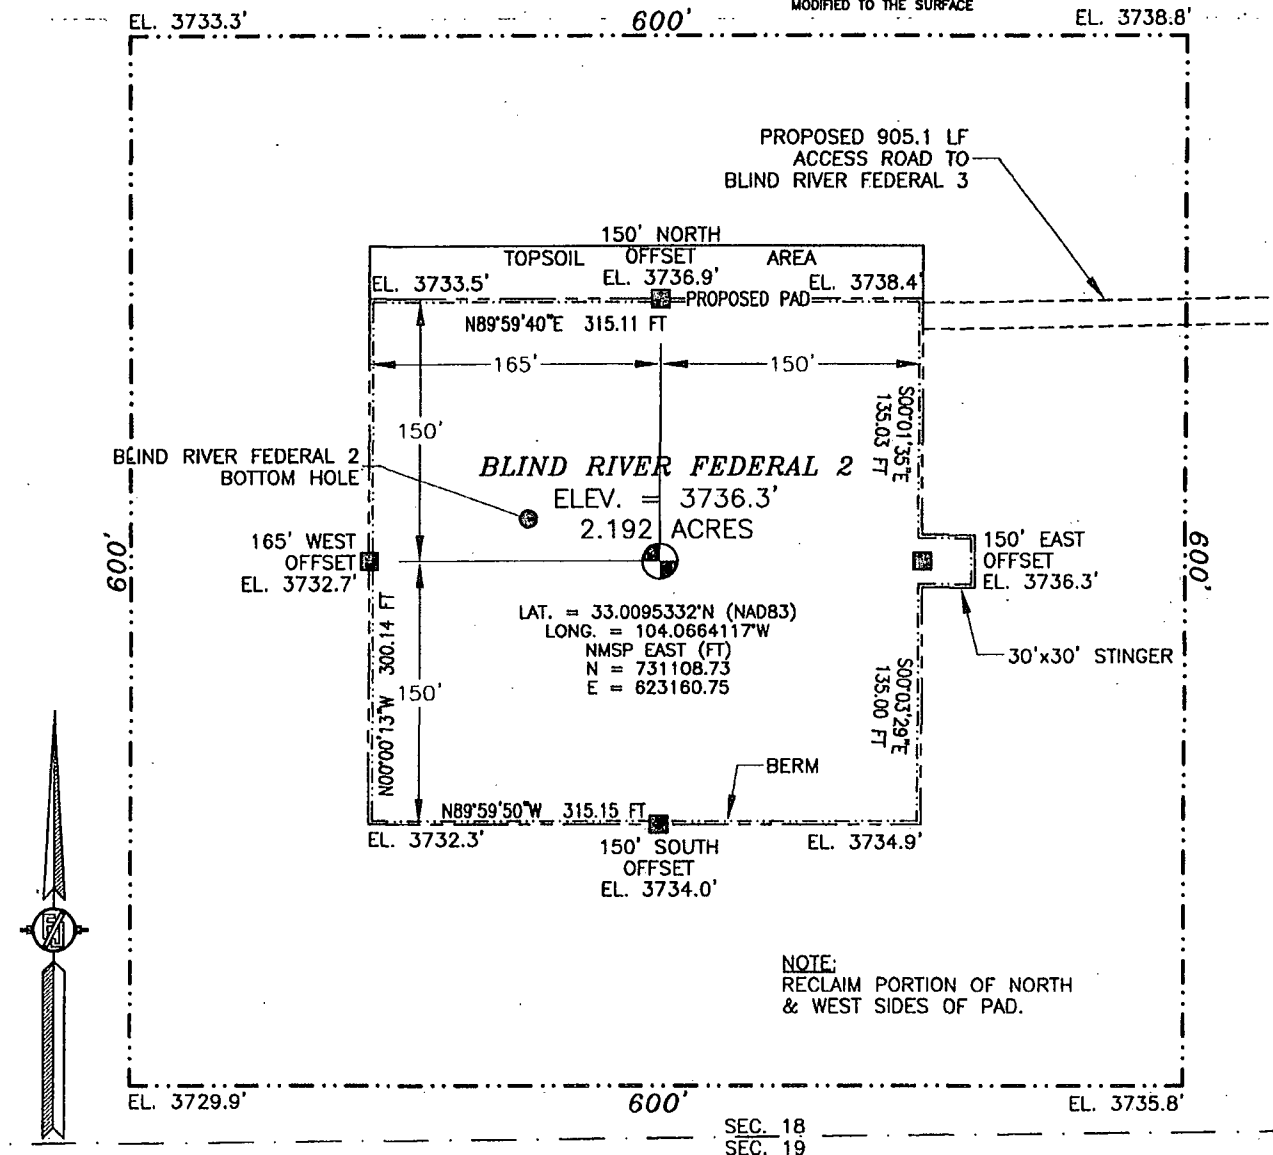 MODIFIED TO THE SURFACE
EL. 3733.3'
600'
EL. 3738.8'
PROPOSED 905.1 LF
ACCESS ROAD TO
BLIND RIVER FEDERAL 3
150' NORTH
OFFSET
TOPSOIL
AREA
EL. 3733.5'
EL. 3736.9'
EL. 3738.4'
PROPOSED PAD
N89°59'40"E 315.11 FT
165'
150'
S00°01'35"E
135.03 FT
150'
BLIND RIVER FEDERAL 2
BOTTOM HOLE
BLIND RIVER FEDERAL 2
ELEV. = 3736.3'
2.192 ACRES
600'
165' WEST
OFFSET
EL. 3732.7'
150' EAST
OFFSET
EL. 3736.3'
600'
LAT. = 33.0095332°N (NAD83)
LONG. = 104.0664117°W
NMSP EAST (FT)
N = 731108.73
E = 623160.75
30'x30' STINGER
N00°00'13"W 300.14 FT
150'
S00°03'29"E
135.00 FT
BERM
N89°59'50"W 315.15 FT
EL. 3732.3'
150' SOUTH
OFFSET
EL. 3734.0'
EL. 3734.9'
NOTE:
RECLAIM PORTION OF NORTH
& WEST SIDES OF PAD.
EL. 3729.9'
600'
EL. 3735.8'
SEC. 18
SEC. 19